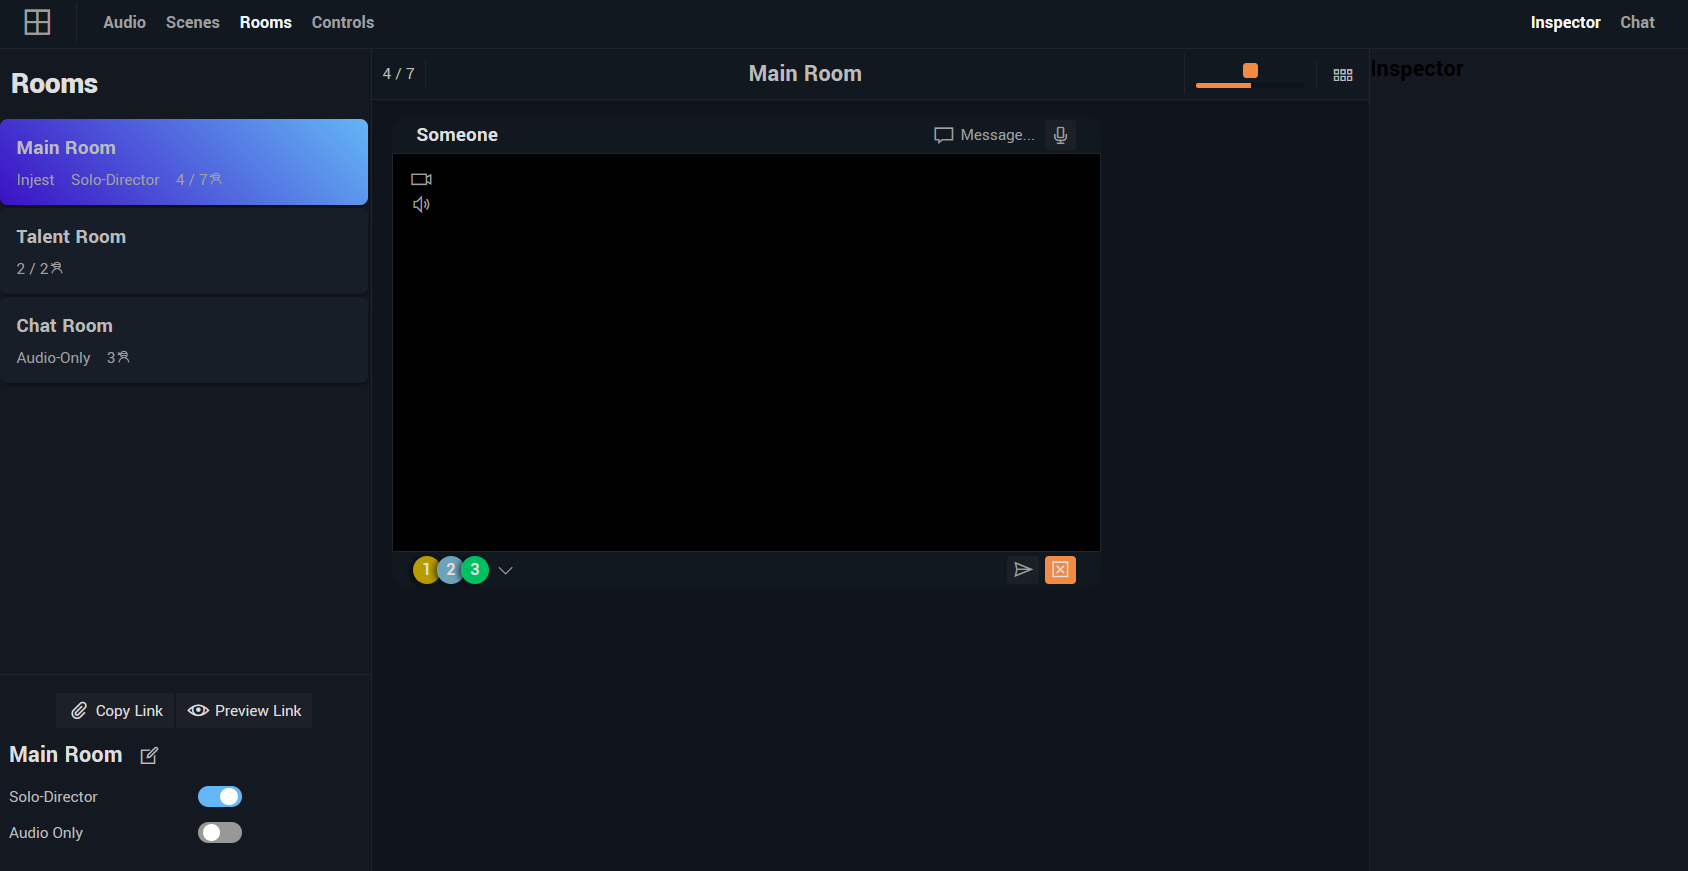 Audio Scenes Rooms Controls
Inspector Chat
Rooms
Main Room
Injest Solo-Director 4 / 7
Talent Room
2 / 2
Chat Room
Audio-Only 3
4 / 7
Main Room
Inspector
Someone
Message...
1 2 3
Copy Link
Preview Link
Main Room
Solo-Director
Audio Only